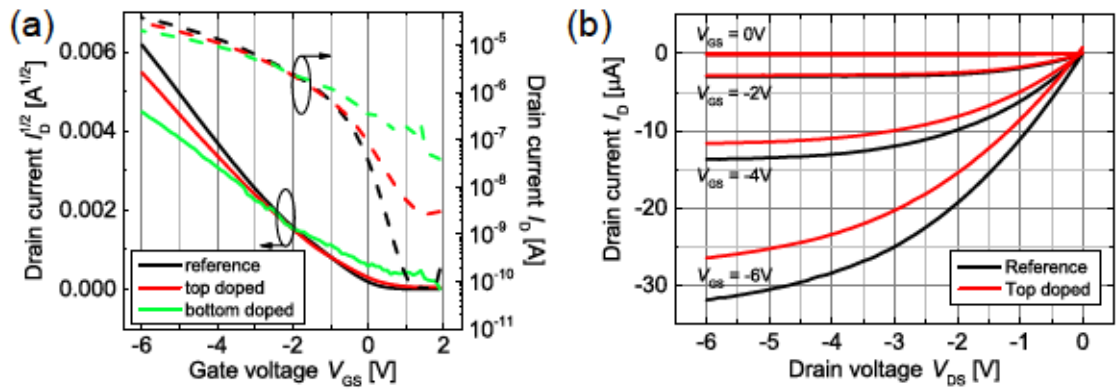 (a)
0.006
0.004
0.002
0.000
Drain current I_D^{1/2} [A^{1/2}]
reference
top doped
bottom doped
-6 -4 -2 0 2
Gate voltage V_GS [V]
10^{-5}
10^{-6}
10^{-7}
10^{-8}
10^{-9}
10^{-10}
10^{-11}
Drain current I_D [A]
(b)
0
-10
-20
-30
Drain current I_D [µA]
V_GS = 0V
V_GS = -2V
V_GS = -4V
V_GS = -6V
Reference
Top doped
-6 -5 -4 -3 -2 -1 0
Drain voltage V_DS [V]